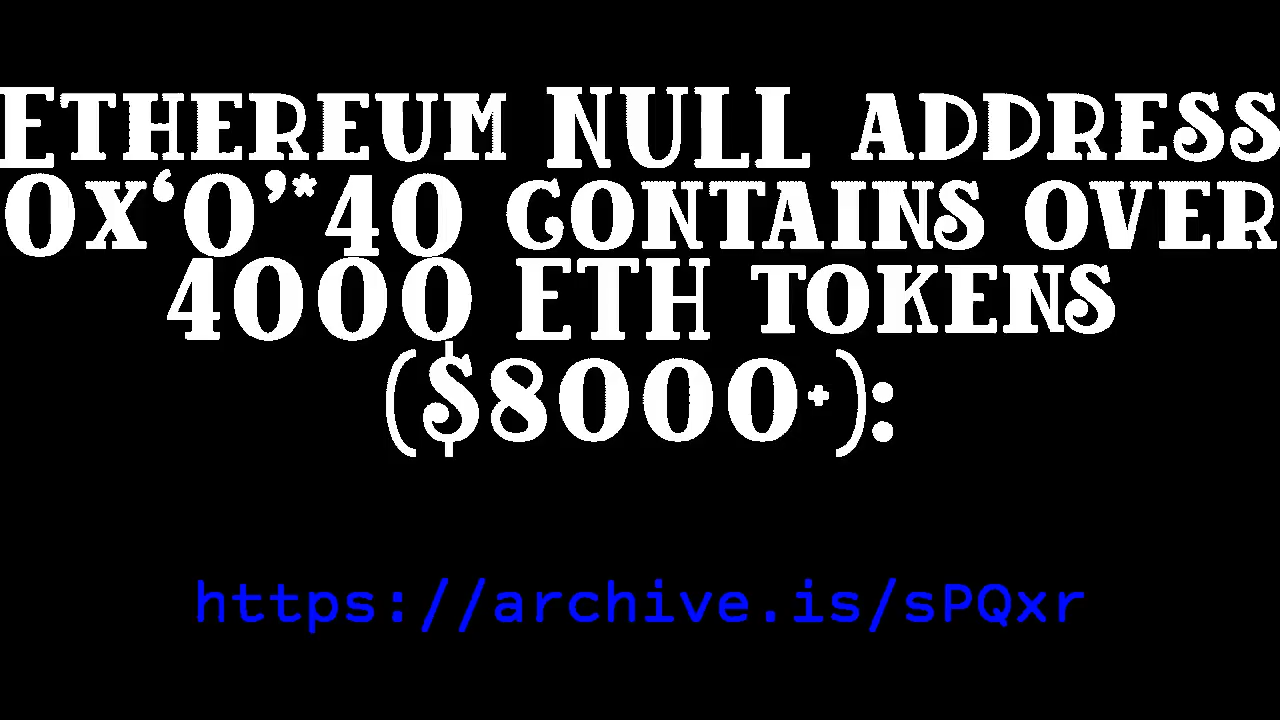 Ethereum NULL address
0x‘0’*40 contains over
4000 ETH tokens
($8000+):
https://archive.is/sPQxr